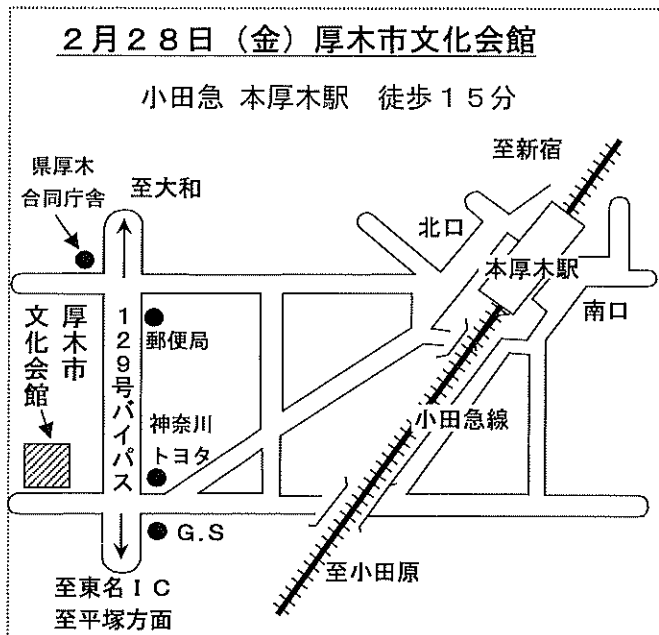 ２月２８日（金）厚木市文化会館
小田急 本厚木駅　徒歩１５分
至新宿
県厚木
合同庁舎
至大和
北口
本厚木駅
南口
厚木市
文化会館
１２９号バイパス
郵便局
神奈川
トヨタ
小田急線
G.S
至小田原
至東名ＩＣ
至平塚方面